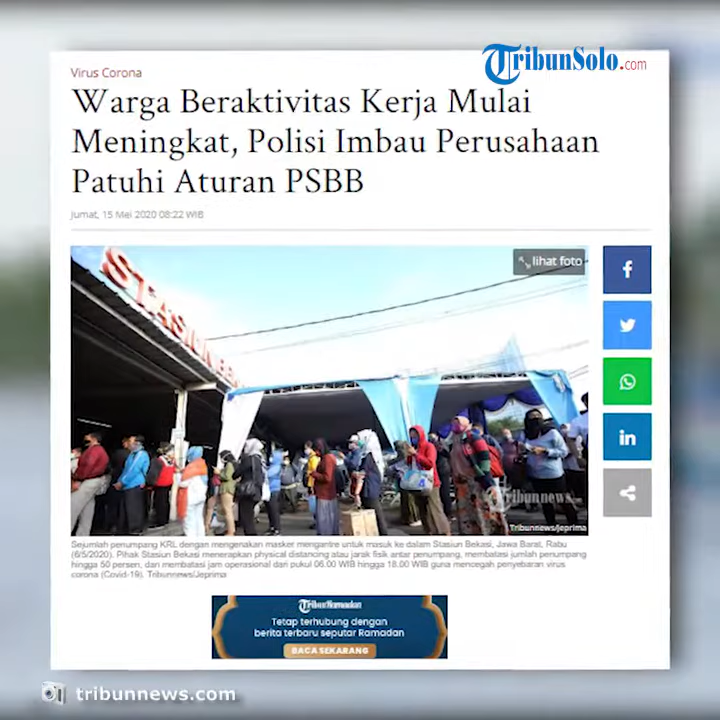 TribunSolo.com
Virus Corona
Warga Beraktivitas Kerja Mulai
Meningkat, Polisi Imbau Perusahaan
Patuhi Aturan PSBB
Jumat, 15 Mei 2020 08:22 WIB
lihat foto
STASIUN BE
Tribunnews.com
Tribunnews/Jeprima
Sejumlah penumpang KRL dengan mengenakan masker mengantre untuk masuk ke dalam Stasiun Bekasi, Jawa Barat, Rabu
(6/5/2020). Pihak Stasiun Bekasi menerapkan physical distancing atau jarak fisik antar penumpang, membatasi jumlah penumpang
hingga 50 persen, dan membatasi jam operasional dari pukul 06.00 WIB hingga 18.00 WIB guna mencegah penyebaran virus
corona (Covid-19). Tribunnews/Jeprima
TribunRamadan
Tetap terhubung dengan
berita terbaru seputar Ramadan
BACA SEKARANG
tribunnews.com